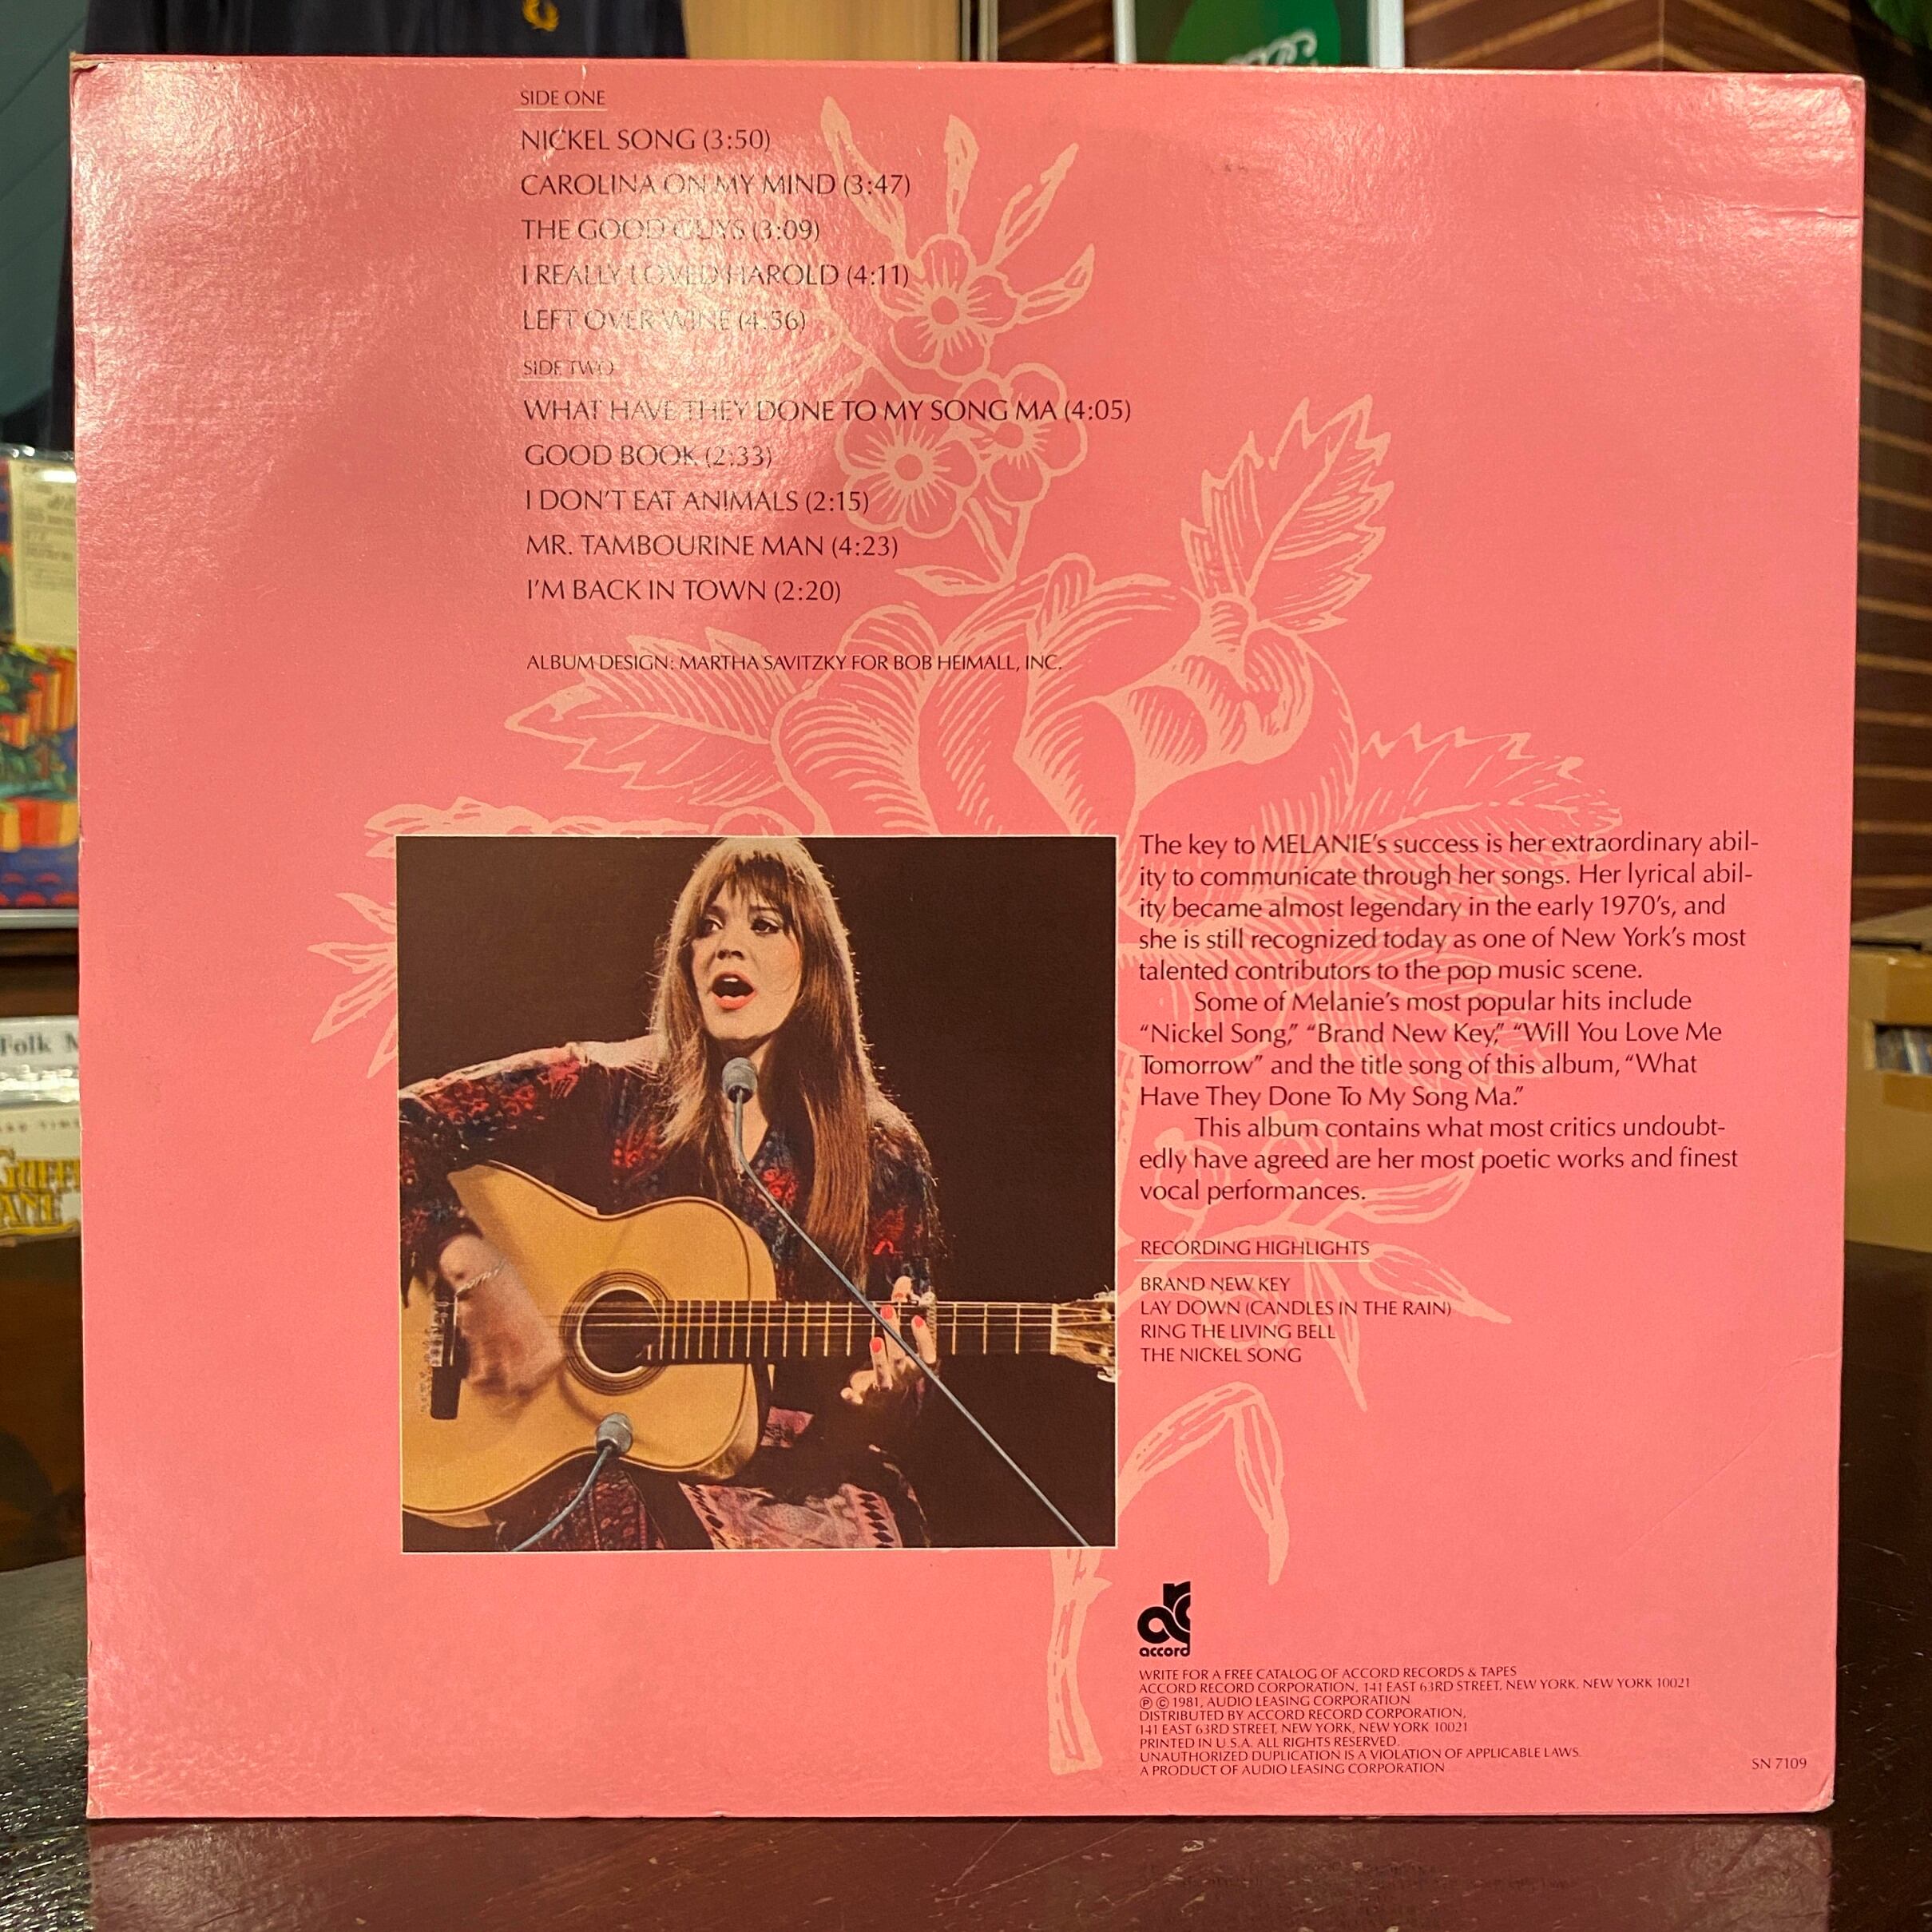 SIDE ONE
NICKEL SONG (3:50)
CAROLINA ON MY MIND (3:47)
THE GOOD GUYS (3:09)
I REALLY LOVED HAROLD (4:11)
LEFT OVER WINE (4:56)
SIDE TWO
WHAT HAVE THEY DONE TO MY SONG MA (4:05)
GOOD BOOK (2:33)
I DON'T EAT ANIMALS (2:15)
MR. TAMBOURINE MAN (4:23)
I'M BACK IN TOWN (2:20)
ALBUM DESIGN: MARTHA SAVITZKY FOR BOB HEIMALL, INC.
The key to MELANIE's success is her extraordinary abil-
ity to communicate through her songs. Her lyrical abil-
ity became almost legendary in the early 1970's, and
she is still recognized today as one of New York's most
talented contributors to the pop music scene.
Some of Melanie's most popular hits include
“Nickel Song,” “Brand New Key,” “Will You Love Me
Tomorrow” and the title song of this album, “What
Have They Done To My Song Ma.”
This album contains what most critics undoubt-
edly have agreed are her most poetic works and finest
vocal performances.
RECORDING HIGHLIGHTS
BRAND NEW KEY
LAY DOWN (CANDLES IN THE RAIN)
RING THE LIVING BELL
THE NICKEL SONG
accord
WRITE FOR A FREE CATALOG OF ACCORD RECORDS & TAPES
ACCORD RECORD CORPORATION, 141 EAST 63RD STREET, NEW YORK, NEW YORK 10021
℗ © 1981, AUDIO LEASING CORPORATION
DISTRIBUTED BY ACCORD RECORD CORPORATION,
141 EAST 63RD STREET, NEW YORK, NEW YORK 10021
PRINTED IN U.S.A. ALL RIGHTS RESERVED.
UNAUTHORIZED DUPLICATION IS A VIOLATION OF APPLICABLE LAWS.
A PRODUCT OF AUDIO LEASING CORPORATION
SN 7109
Folk